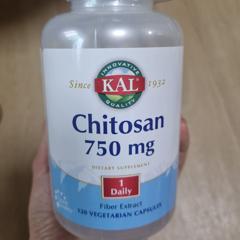 INNOVATIVE
Since KAL® 1932
QUALITY
Chitosan
750 mg
DIETARY SUPPLEMENT
1
Daily
Fiber Extract
120 VEGETARIAN CAPSULES